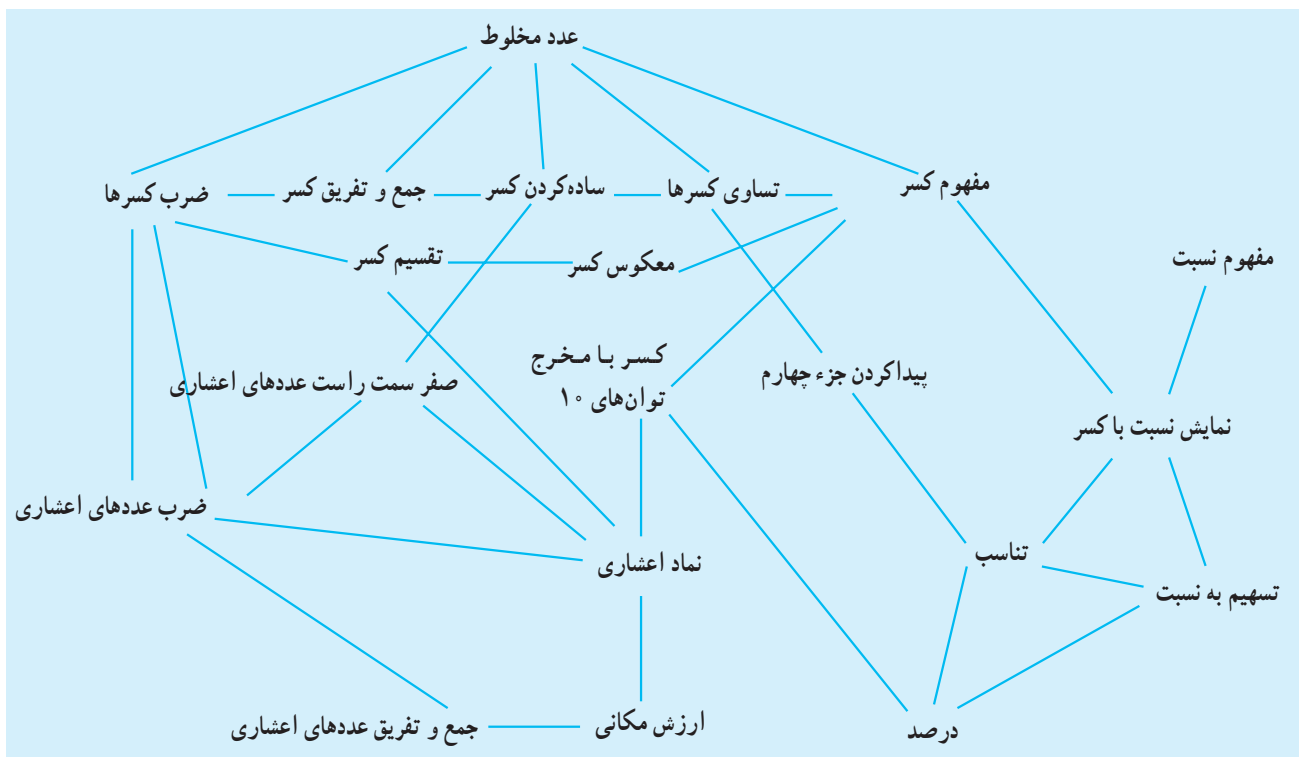 عدد مخلوط
مفهوم کسر
تساوی کسرها
ساده‌کردن کسر
جمع و تفریق کسر
ضرب کسرها
مفهوم نسبت
معکوس کسر
تقسیم کسر
کسر با مخرج
توان‌های ۱۰
پیداکردن جزء چهارم
صفر سمت راست عددهای اعشاری
نمایش نسبت با کسر
ضرب عددهای اعشاری
تناسب
نماد اعشاری
تسهیم به نسبت
درصد
ارزش مکانی
جمع و تفریق عددهای اعشاری